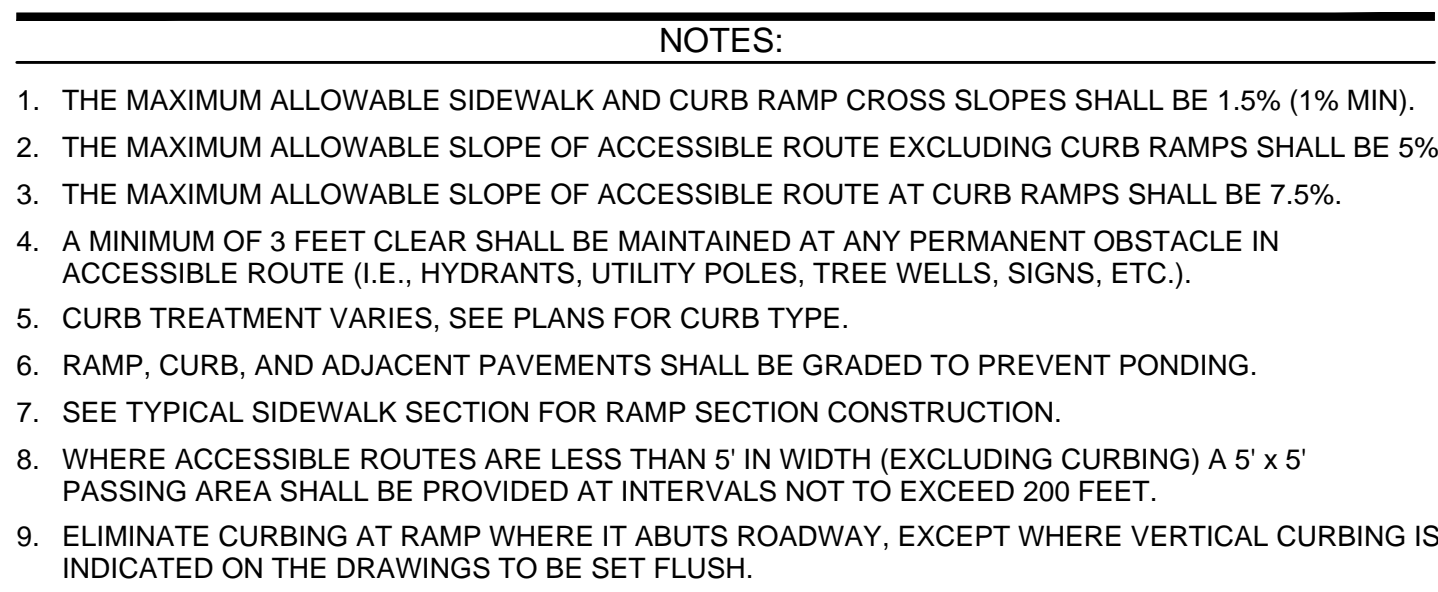 NOTES:
1. THE MAXIMUM ALLOWABLE SIDEWALK AND CURB RAMP CROSS SLOPES SHALL BE 1.5% (1% MIN).
2. THE MAXIMUM ALLOWABLE SLOPE OF ACCESSIBLE ROUTE EXCLUDING CURB RAMPS SHALL BE 5%
3. THE MAXIMUM ALLOWABLE SLOPE OF ACCESSIBLE ROUTE AT CURB RAMPS SHALL BE 7.5%.
4. A MINIMUM OF 3 FEET CLEAR SHALL BE MAINTAINED AT ANY PERMANENT OBSTACLE IN
ACCESSIBLE ROUTE (I.E., HYDRANTS, UTILITY POLES, TREE WELLS, SIGNS, ETC.).
5. CURB TREATMENT VARIES, SEE PLANS FOR CURB TYPE.
6. RAMP, CURB, AND ADJACENT PAVEMENTS SHALL BE GRADED TO PREVENT PONDING.
7. SEE TYPICAL SIDEWALK SECTION FOR RAMP SECTION CONSTRUCTION.
8. WHERE ACCESSIBLE ROUTES ARE LESS THAN 5' IN WIDTH (EXCLUDING CURBING) A 5' x 5'
PASSING AREA SHALL BE PROVIDED AT INTERVALS NOT TO EXCEED 200 FEET.
9. ELIMINATE CURBING AT RAMP WHERE IT ABUTS ROADWAY, EXCEPT WHERE VERTICAL CURBING IS
INDICATED ON THE DRAWINGS TO BE SET FLUSH.